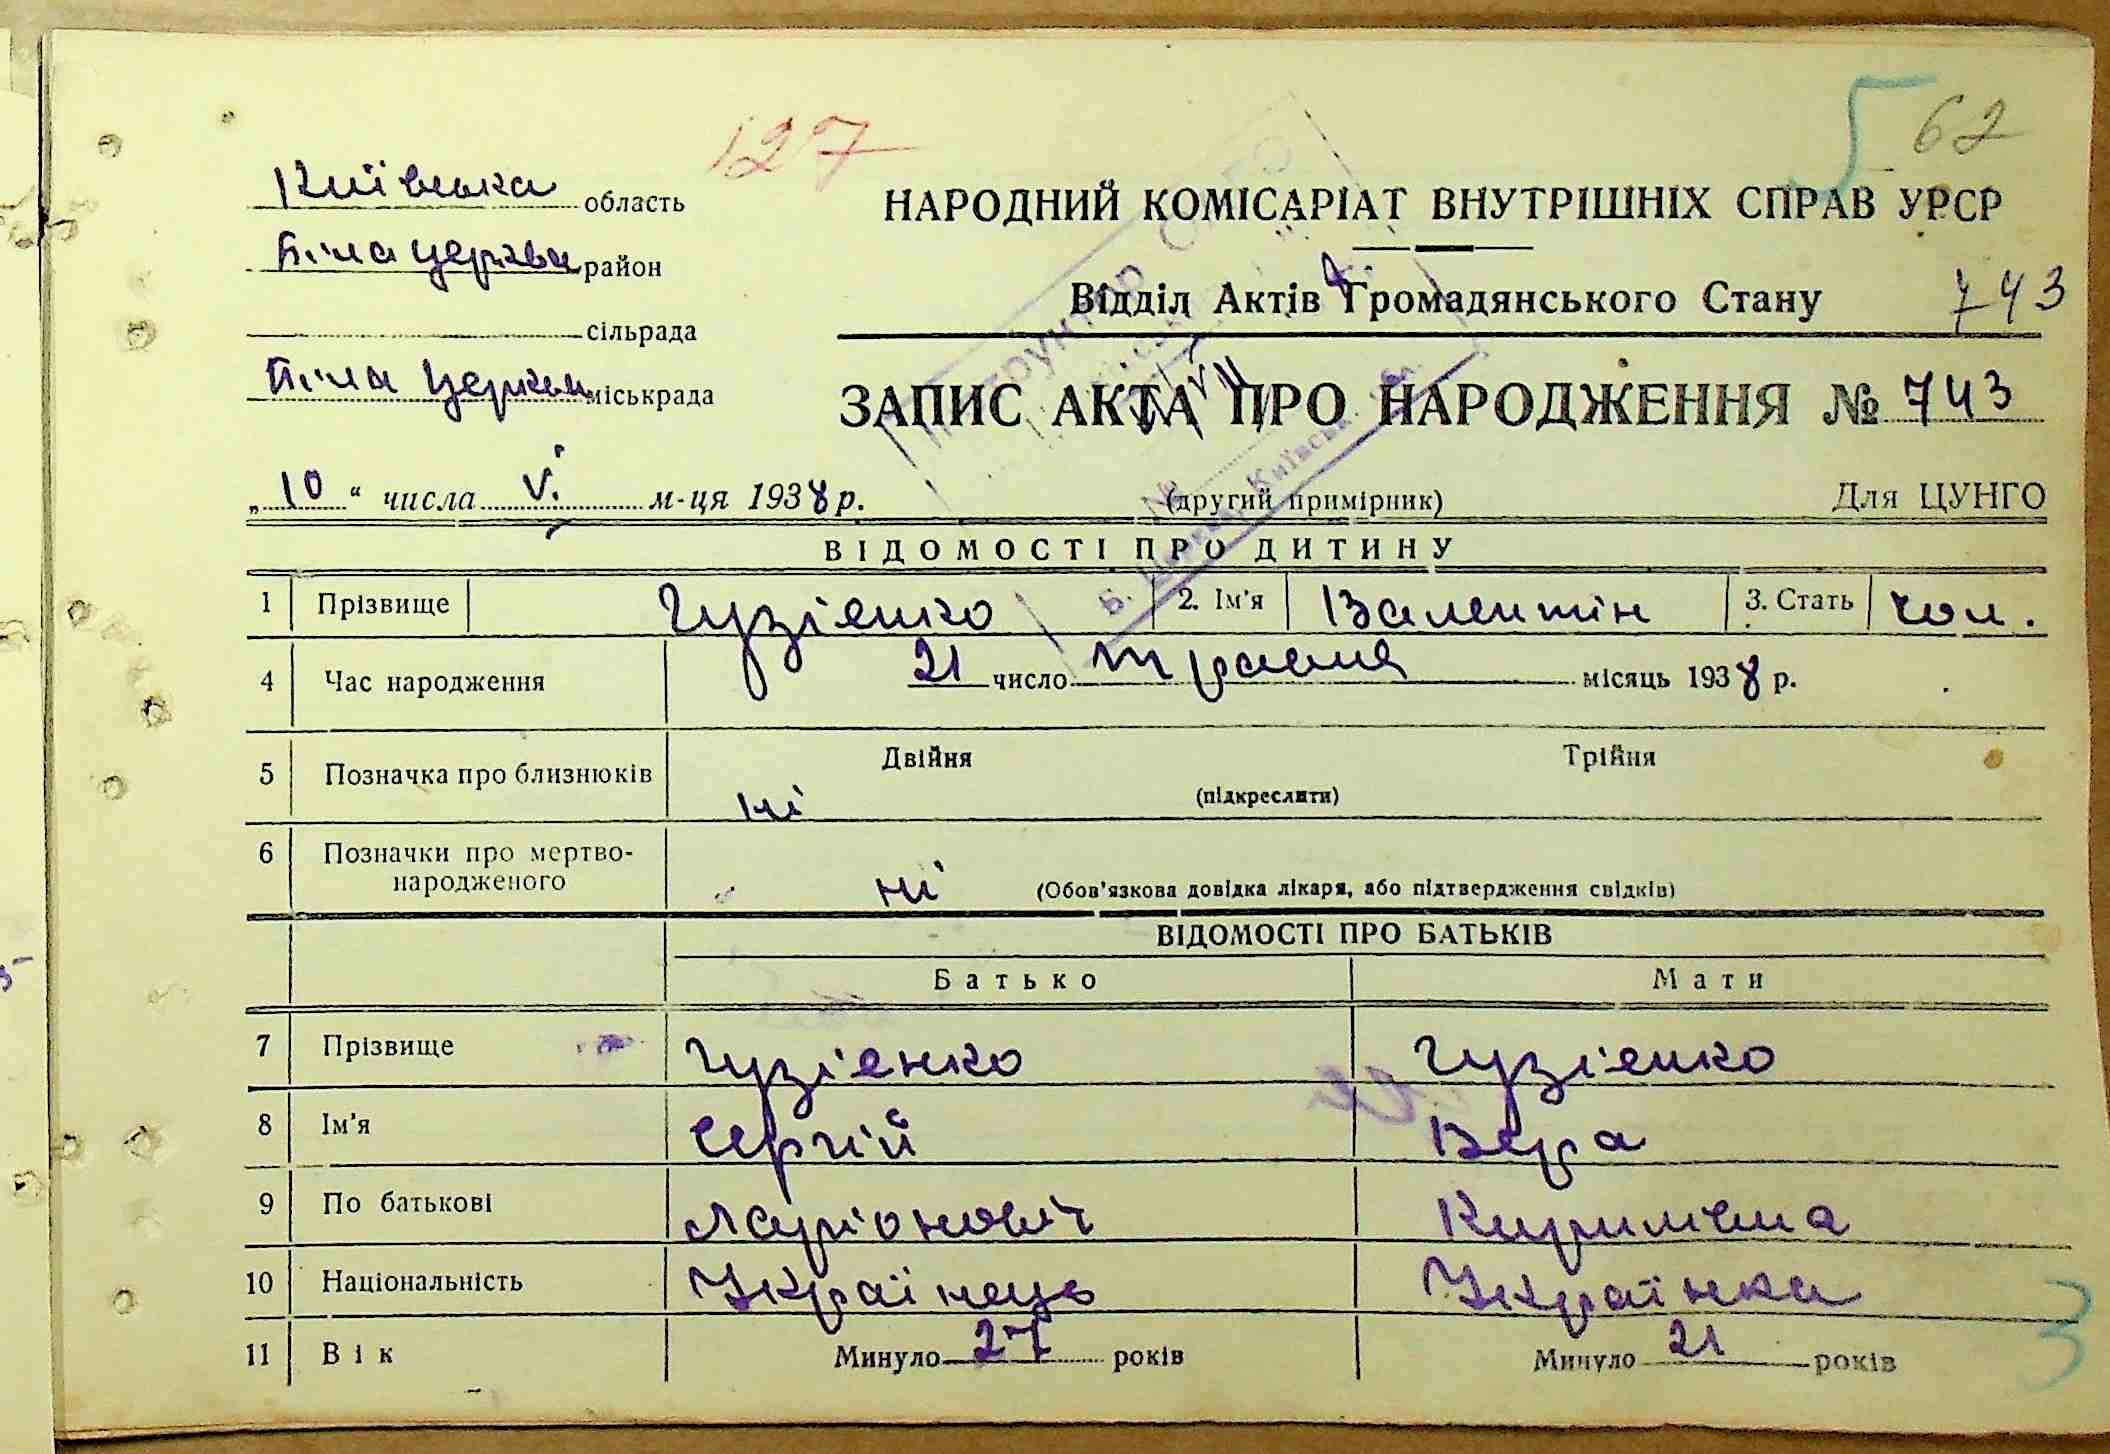 127
5 62
Київська область
Біла церква район
сільрада
Біла Церква міськрада
НАРОДНИЙ КОМІСАРІАТ ВНУТРІШНІХ СПРАВ УРСР
Відділ Актів Громадянського Стану 743
ЗАПИС АКТА ПРО НАРОДЖЕННЯ № 743
„10“ числа VI м-ця 1938 р. (другий примірник) Для ЦУНГО
ВІДОМОСТІ ПРО ДИТИНУ
1 Прізвище Гузієнко 2. Ім'я Валентін 3. Стать чол.
4 Час народження 21 число травня місяць 1938 р.
5 Позначка про близнюків Двійня Трійня
ні (підкреслити)
6 Позначки про мертво-
народженого ні (Обов'язкова довідка лікаря, або підтвердження свідків)
ВІДОМОСТІ ПРО БАТЬКІВ
Батько Мати
7 Прізвище Гузієнко Гузієнко
8 Ім'я Сергій Вера
9 По батькові Ларіонович Кирилівна
10 Національність Українець Українка
3
11 Вік Минуло 27 років Минуло 21 років